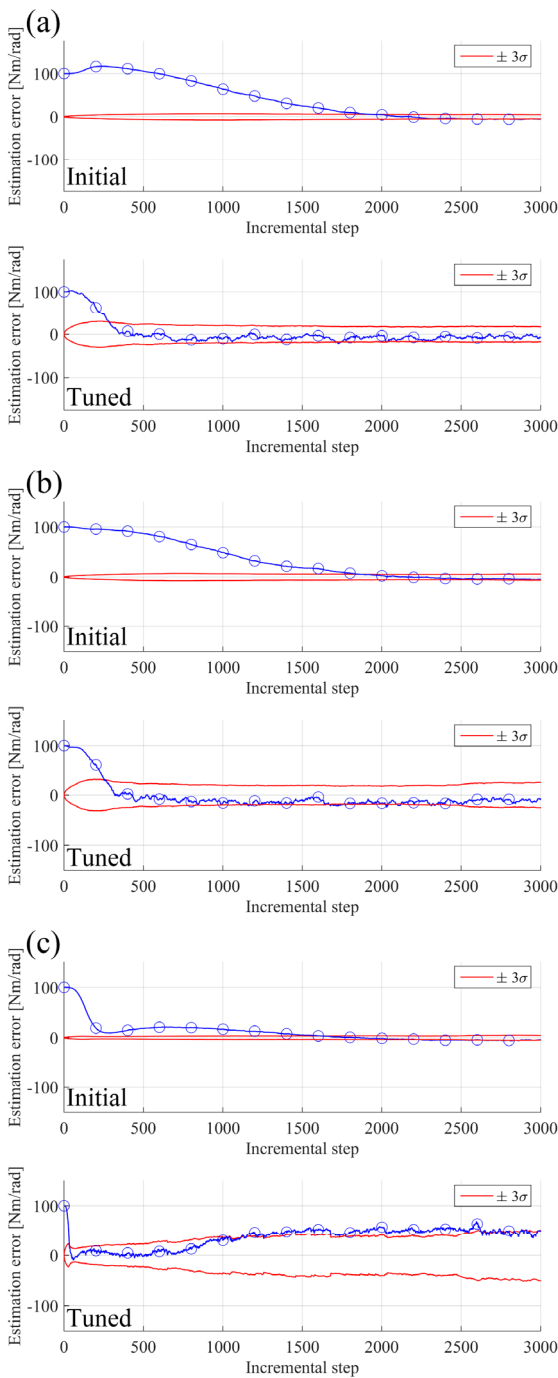 (a)
Estimation error [Nm/rad]
100
0
-100
± 3σ
Initial
0 500 1000 1500 2000 2500 3000
Incremental step
Estimation error [Nm/rad]
100
0
-100
± 3σ
Tuned
0 500 1000 1500 2000 2500 3000
Incremental step
(b)
Estimation error [Nm/rad]
100
0
-100
± 3σ
Initial
0 500 1000 1500 2000 2500 3000
Incremental step
Estimation error [Nm/rad]
100
0
-100
± 3σ
Tuned
0 500 1000 1500 2000 2500 3000
Incremental step
(c)
Estimation error [Nm/rad]
100
0
-100
± 3σ
Initial
0 500 1000 1500 2000 2500 3000
Incremental step
Estimation error [Nm/rad]
100
0
-100
± 3σ
Tuned
0 500 1000 1500 2000 2500 3000
Incremental step